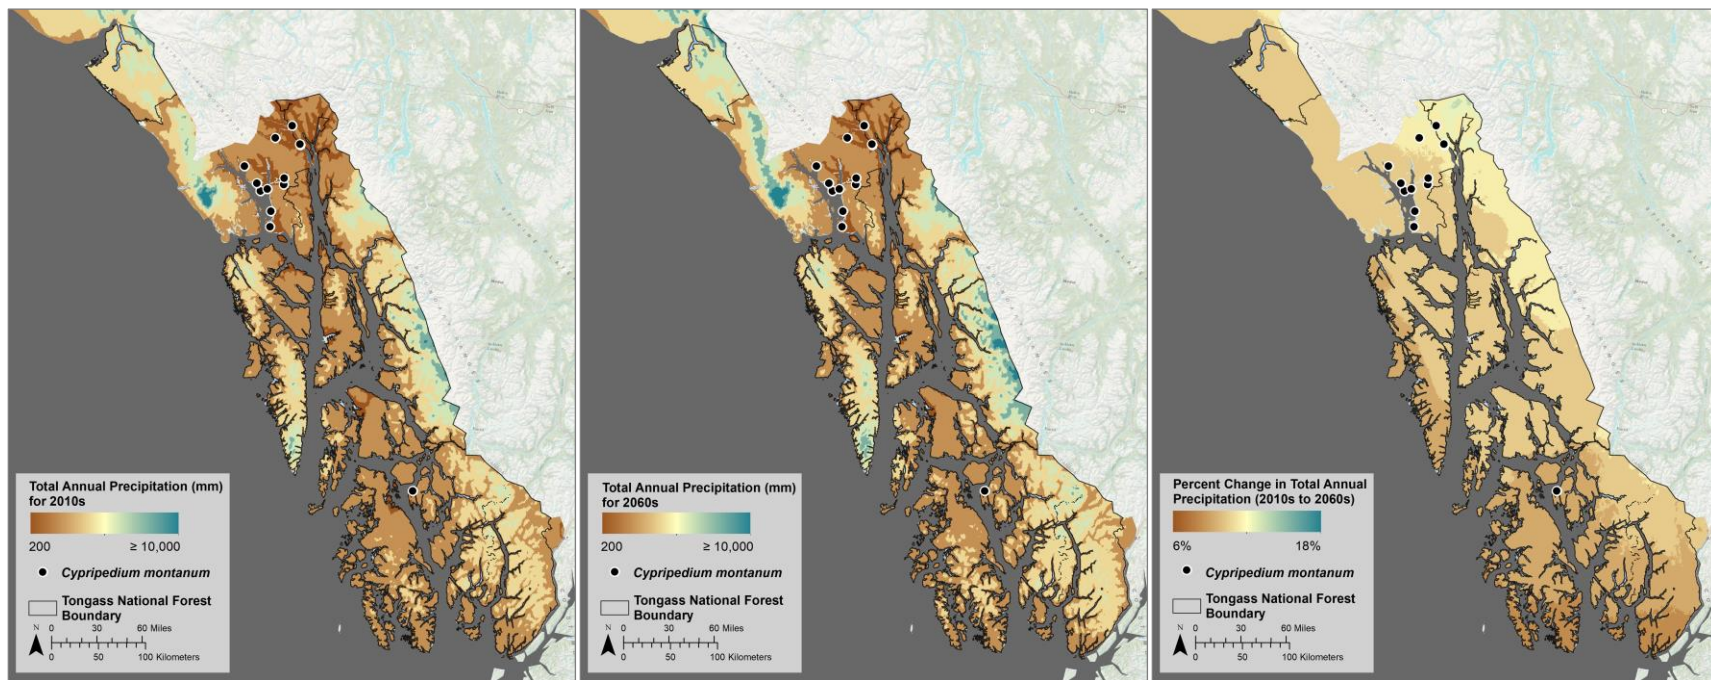 Total Annual Precipitation (mm)
for 2010s
200
≥ 10,000
Cypripedium montanum
Tongass National Forest
Boundary
N
0 30 60 Miles
0 50 100 Kilometers
Total Annual Precipitation (mm)
for 2060s
200
≥ 10,000
Cypripedium montanum
Tongass National Forest
Boundary
N
0 30 60 Miles
0 50 100 Kilometers
Percent Change in Total Annual
Precipitation (2010s to 2060s)
6%
18%
Cypripedium montanum
Tongass National Forest
Boundary
N
0 30 60 Miles
0 50 100 Kilometers